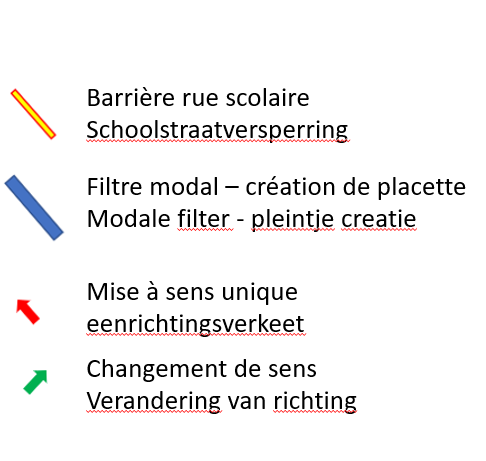 Barrière rue scolaire
Schoolstraatversperring
Filtre modal – création de placette
Modale filter - pleintje creatie
Mise à sens unique
eenrichtingsverkeet
Changement de sens
Verandering van richting